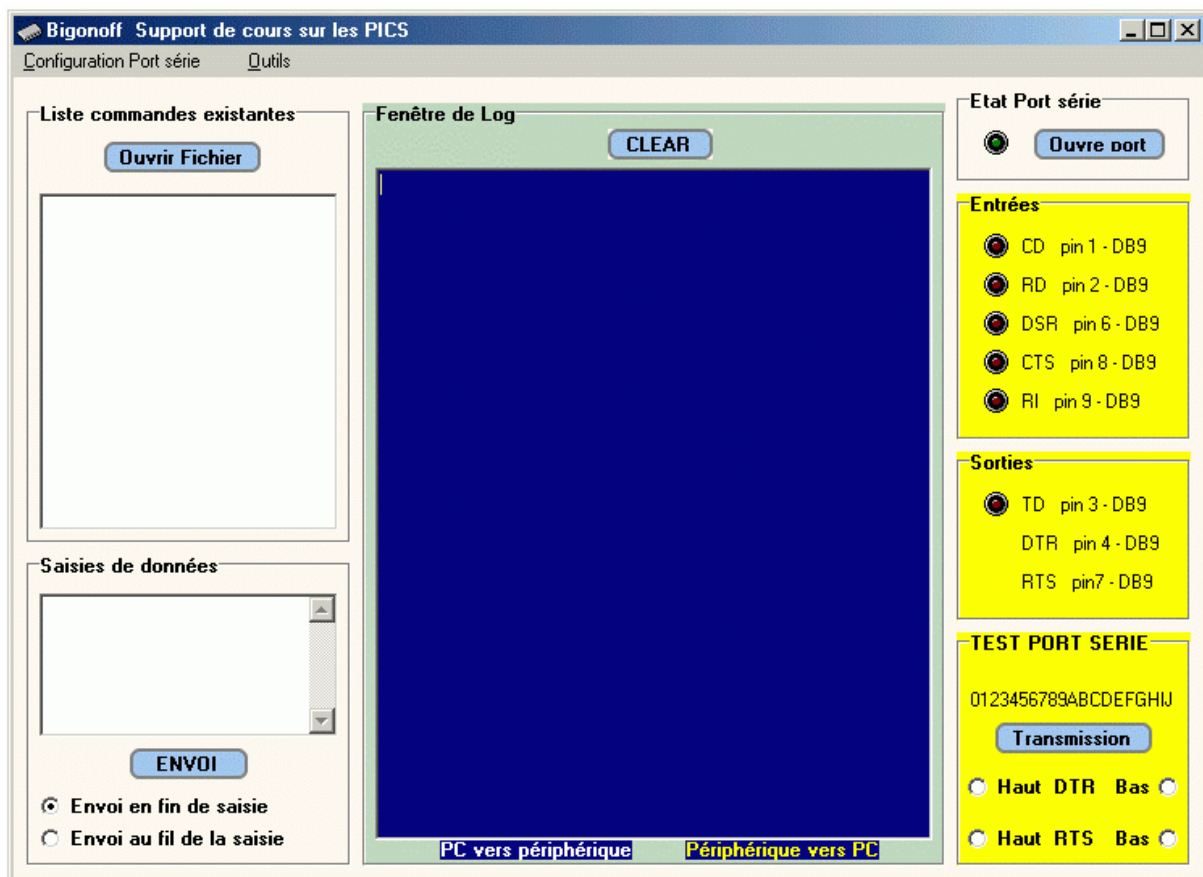 Bigonoff Support de cours sur les PICS
Configuration Port série Outils
Liste commandes existantes
Ouvrir Fichier
Saisies de données
ENVOI
Envoi en fin de saisie
Envoi au fil de la saisie
Fenêtre de Log
CLEAR
PC vers périphérique Périphérique vers PC
Etat Port série
Ouvre port
Entrées
CD pin 1 - DB9
RD pin 2 - DB9
DSR pin 6 - DB9
CTS pin 8 - DB9
RI pin 9 - DB9
Sorties
TD pin 3 - DB9
DTR pin 4 - DB9
RTS pin7 - DB9
TEST PORT SERIE
0123456789ABCDEFGHIJ
Transmission
Haut DTR Bas
Haut RTS Bas